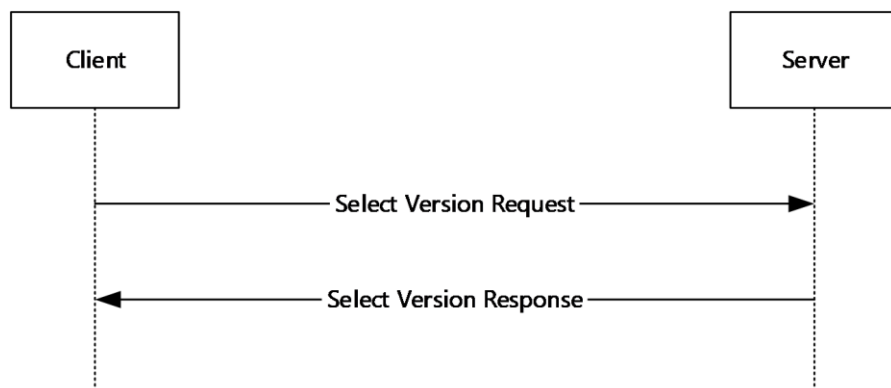 Client
Server
Select Version Request
Select Version Response